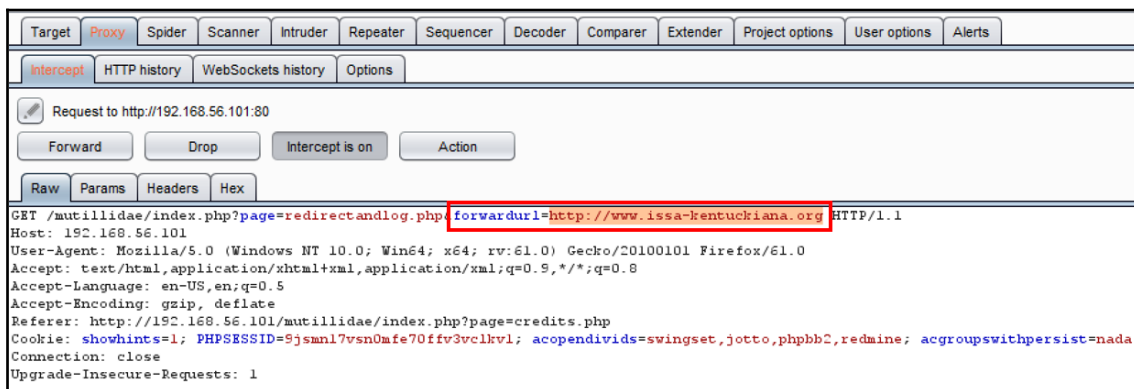 Target Proxy Spider Scanner Intruder Repeater Sequencer Decoder Comparer Extender Project options User options Alerts
Intercept HTTP history WebSockets history Options
Request to http://192.168.56.101:80
Forward Drop Intercept is on Action
Raw Params Headers Hex
GET /mutillidae/index.php?page=redirectandlog.php&forwardurl=http://www.issa-kentuckiana.org HTTP/1.1
Host: 192.168.56.101
User-Agent: Mozilla/5.0 (Windows NT 10.0; Win64; x64; rv:61.0) Gecko/20100101 Firefox/61.0
Accept: text/html,application/xhtml+xml,application/xml;q=0.9,*/*;q=0.8
Accept-Language: en-US,en;q=0.5
Accept-Encoding: gzip, deflate
Referer: http://192.168.56.101/mutillidae/index.php?page=credits.php
Cookie: showhints=1; PHPSESSID=9jsmnl7vsn0mfe70ffv3vclkvl; acopendivids=swingset,jotto,phpbb2,redmine; acgroupswithpersist=nada
Connection: close
Upgrade-Insecure-Requests: 1